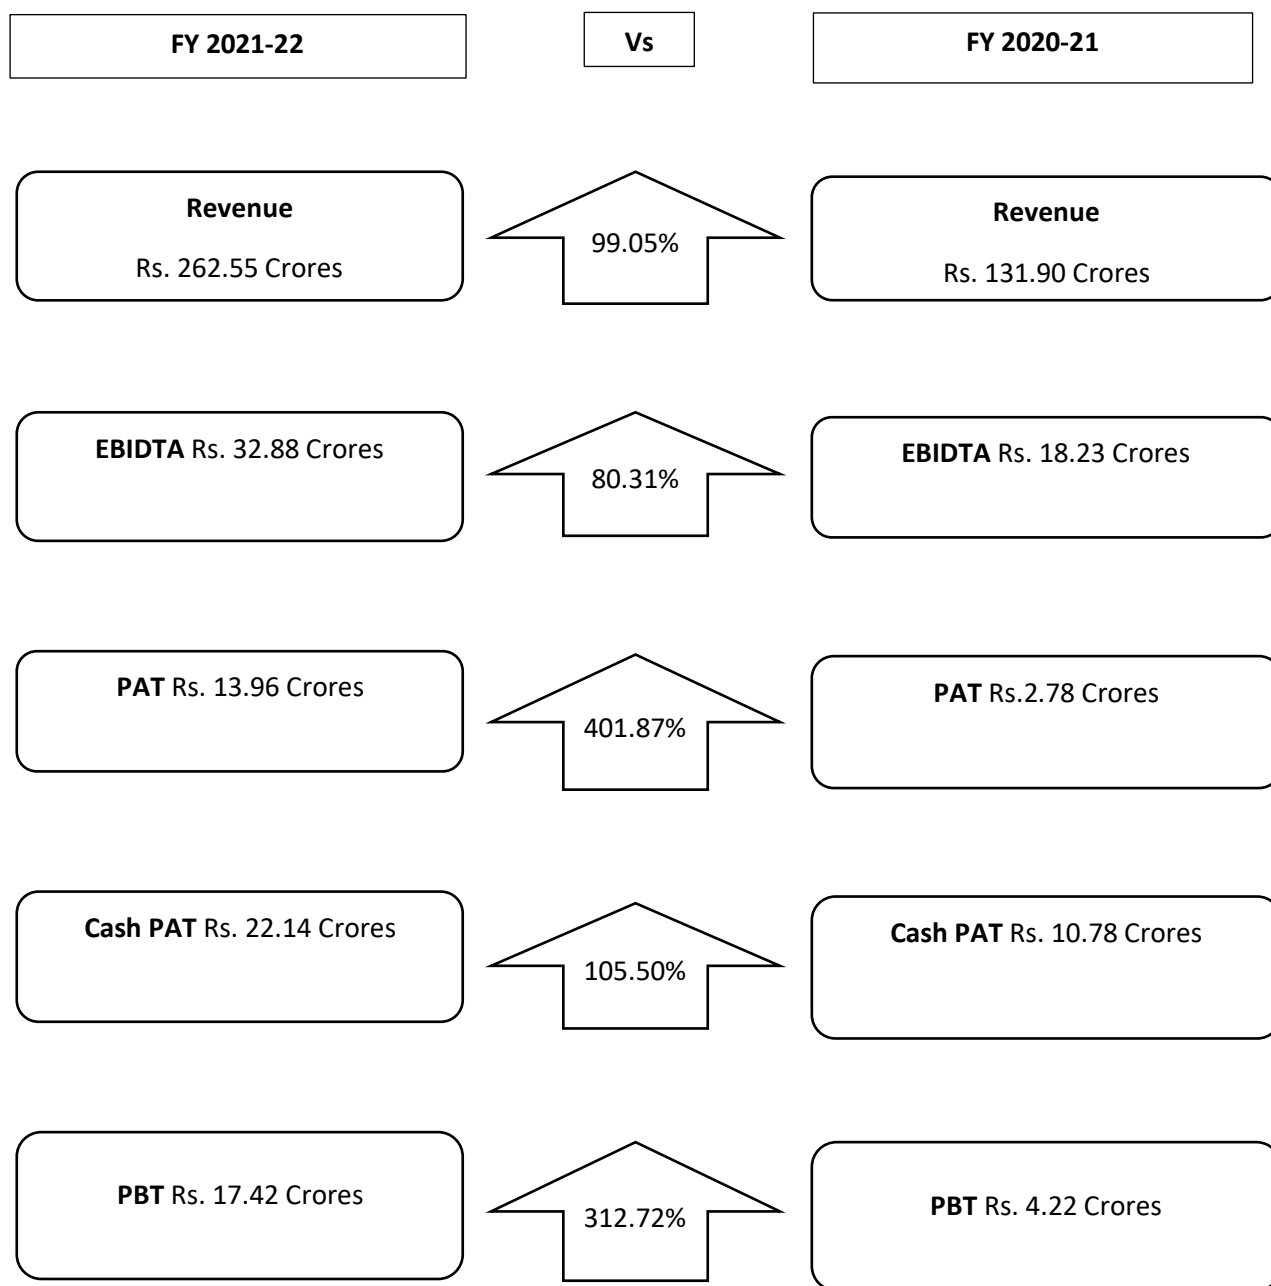 FY 2021-22
Vs
FY 2020-21
Revenue
Rs. 262.55 Crores
99.05%
Revenue
Rs. 131.90 Crores
EBIDTA Rs. 32.88 Crores
80.31%
EBIDTA Rs. 18.23 Crores
PAT Rs. 13.96 Crores
401.87%
PAT Rs.2.78 Crores
Cash PAT Rs. 22.14 Crores
105.50%
Cash PAT Rs. 10.78 Crores
PBT Rs. 17.42 Crores
312.72%
PBT Rs. 4.22 Crores